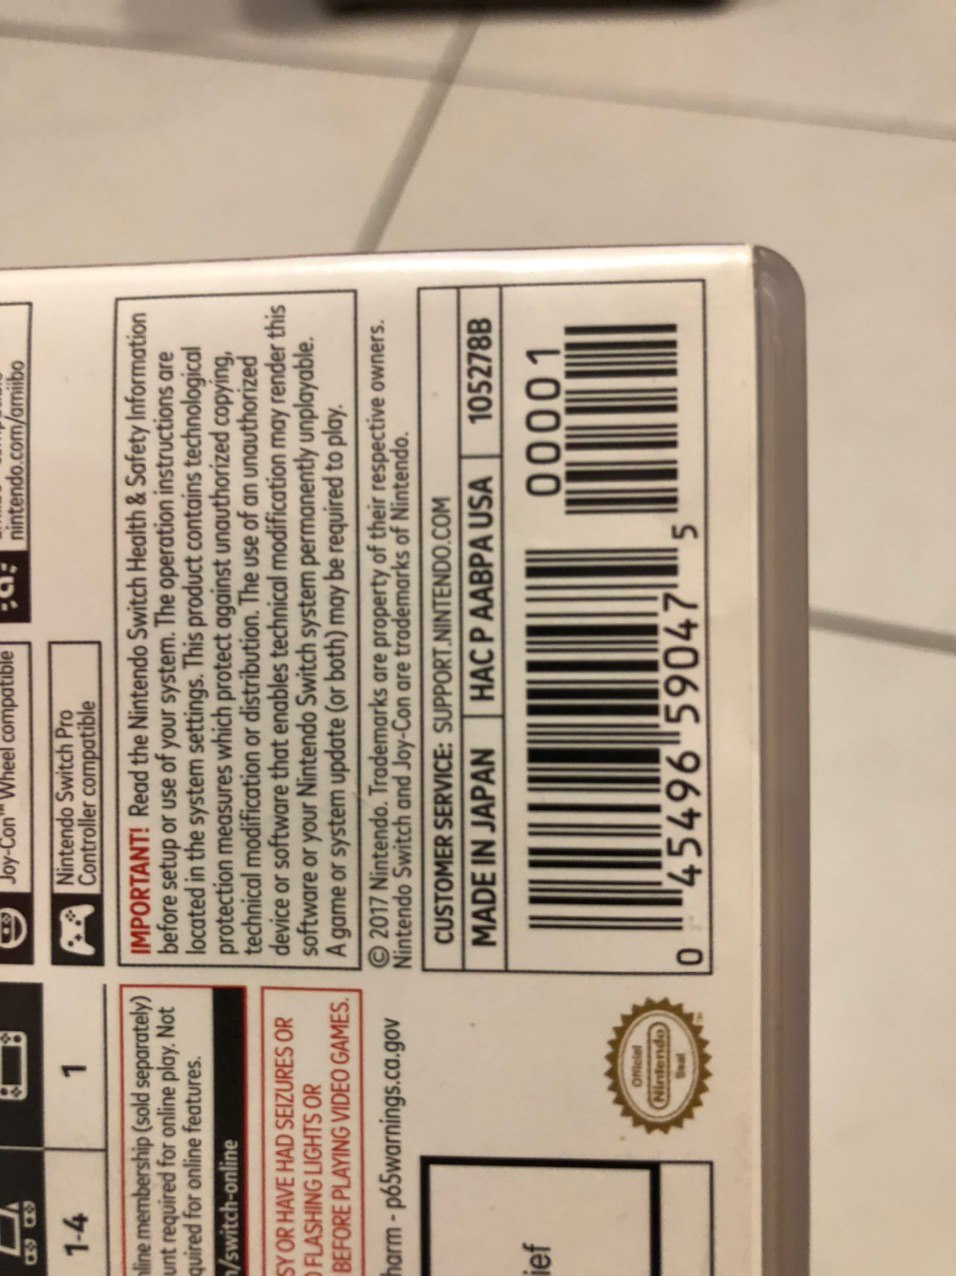 nendo.com/amiibo
Joy-Con™ Wheel compatible
Nintendo Switch Pro
Controller compatible
IMPORTANT! Read the Nintendo Switch Health & Safety Information
before setup or use of your system. The operation instructions are
located in the system settings. This product contains technological
protection measures which protect against unauthorized copying,
technical modification or distribution. The use of an unauthorized
device or software that enables technical modification may render this
software or your Nintendo Switch system permanently unplayable.
A game or system update (or both) may be required to play.
© 2017 Nintendo. Trademarks are property of their respective owners.
Nintendo Switch and Joy-Con are trademarks of Nintendo.
CUSTOMER SERVICE: SUPPORT.NINTENDO.COM
MADE IN JAPAN HAC P AABPA USA 105278B
00001
0 45496 59047 5
1-4 1
membership (sold separately)
required for online play. Not
for online features.
/switch-online
OR HAVE HAD SEIZURES OR
FLASHING LIGHTS OR
BEFORE PLAYING VIDEO GAMES.
harm - p65warnings.ca.gov
Official
Nintendo
Seal